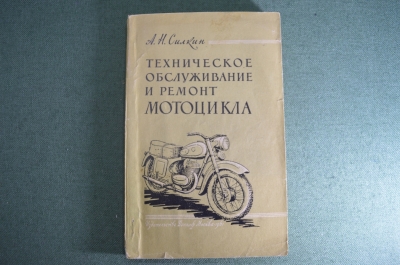 А. Н. Силкин
ТЕХНИЧЕСКОЕ
ОБСЛУЖИВАНИЕ
И РЕМОНТ
МОТОЦИКЛА